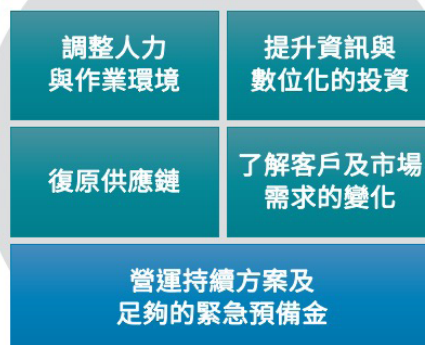 調整人力
與作業環境
提升資訊與
數位化的投資
復原供應鏈
了解客戶及市場
需求的變化
營運持續方案及
足夠的緊急預備金